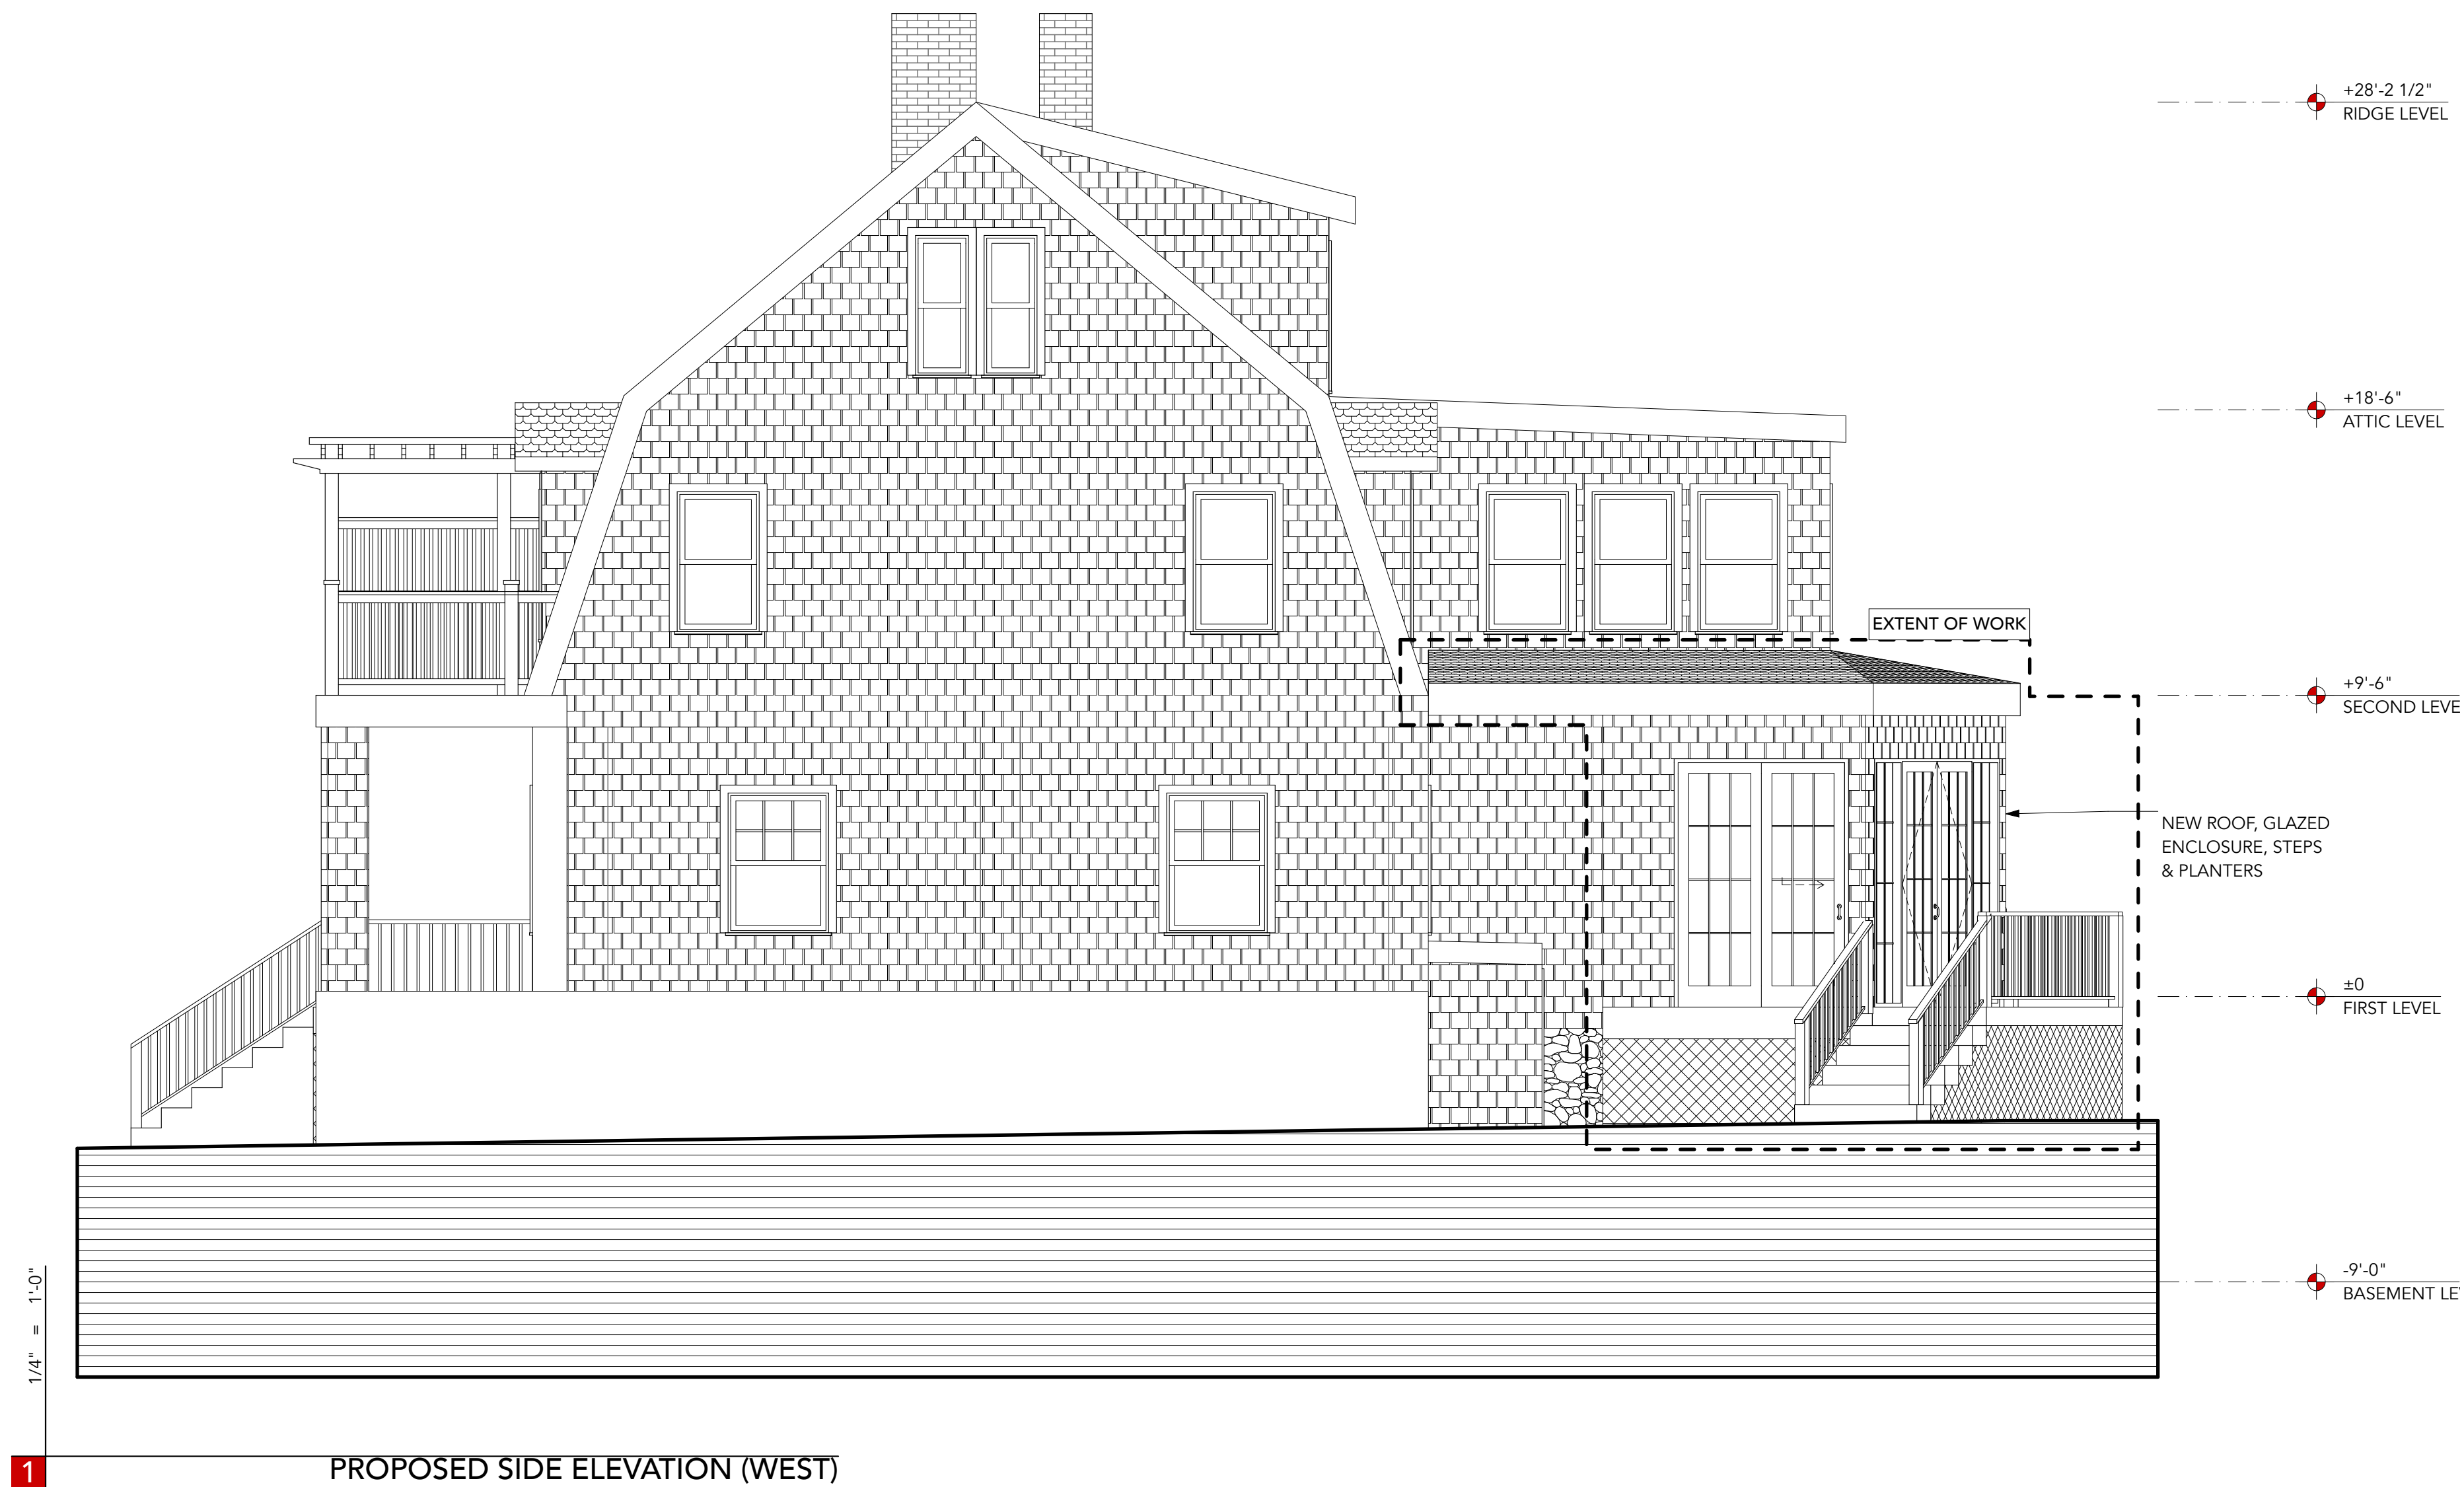 +28'-2 1/2"
RIDGE LEVEL
+18'-6"
ATTIC LEVEL
EXTENT OF WORK
+9'-6"
SECOND LEVE
NEW ROOF, GLAZED
ENCLOSURE, STEPS
& PLANTERS
±0
FIRST LEVEL
-9'-0"
BASEMENT LE
1/4" = 1'-0"
1
PROPOSED SIDE ELEVATION (WEST)